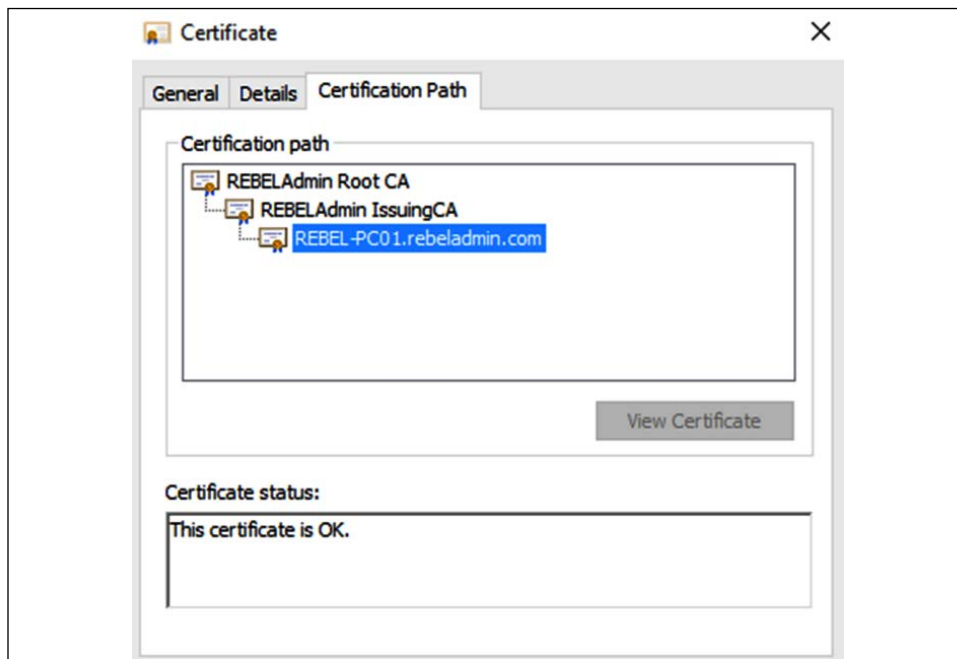 Certificate
General Details Certification Path
Certification path
REBELAdmin Root CA
REBELAdmin IssuingCA
REBEL-PC01.rebeladmin.com
View Certificate
Certificate status:
This certificate is OK.